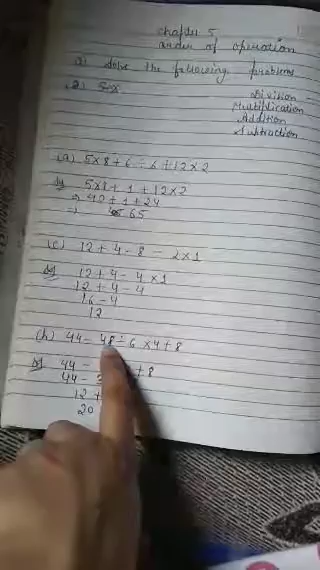 chapter 5
order of operation
Q) Solve the following problems
Division -
Multiplication
Addition
Subtraction
(a) 5×8+6÷6+12×2
5×8+1+12×2
⇒ 40+1+24
⇒ 65
(c) 12+4-8÷2×1
12+4-4×1
12+4-4
16-4
12
(h) 44-48÷6×4+8
44- +8
44-
12+
20